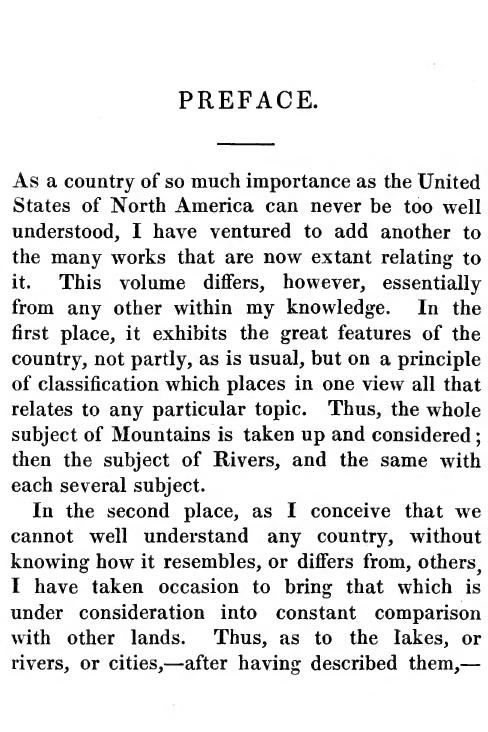 PREFACE.
As a country of so much importance as the United
States of North America can never be too well
understood, I have ventured to add another to
the many works that are now extant relating to
it. This volume differs, however, essentially
from any other within my knowledge. In the
first place, it exhibits the great features of the
country, not partly, as is usual, but on a principle
of classification which places in one view all that
relates to any particular topic. Thus, the whole
subject of Mountains is taken up and considered;
then the subject of Rivers, and the same with
each several subject.
In the second place, as I conceive that we
cannot well understand any country, without
knowing how it resembles, or differs from, others,
I have taken occasion to bring that which is
under consideration into constant comparison
with other lands. Thus, as to the lakes, or
rivers, or cities,—after having described them,—